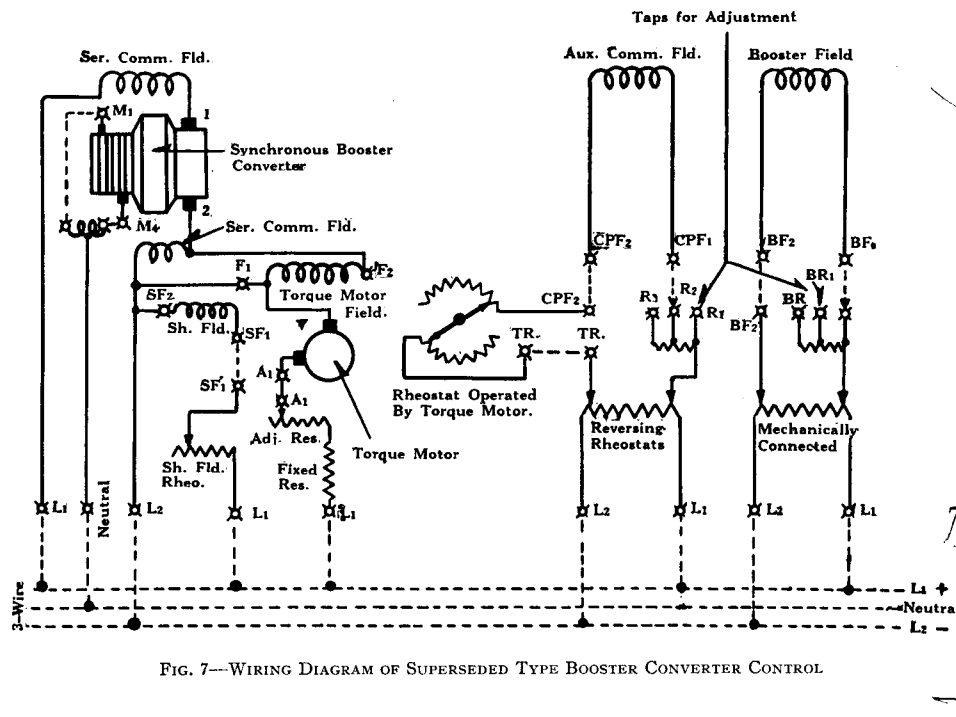 Taps for Adjustment
Ser. Comm. Fld.
Aux. Comm. Fld.
Booster Field
M1
1
Synchronous Booster
Converter
2
M4
Ser. Comm. Fld.
CPF2
CPF1
BF2
F1
F2
BR1
SF2
Torque Motor
Field.
CPF2
R3
R2
R1
BR
BF2
Sh. Fld.
SF1
TR.
TR.
SF1
A1
A1
Rheostat Operated
By Torque Motor.
Adj. Res.
Reversing
Rheostats
Mechanically
Connected
Torque Motor
Sh. Fld.
Rheo.
Fixed
Res.
L1
Neutral
L2
L1
L1
L2
L1
L2
L1
3-Wire
L1 +
Neutra
L2 -
FIG. 7—WIRING DIAGRAM OF SUPERSEDED TYPE BOOSTER CONVERTER CONTROL